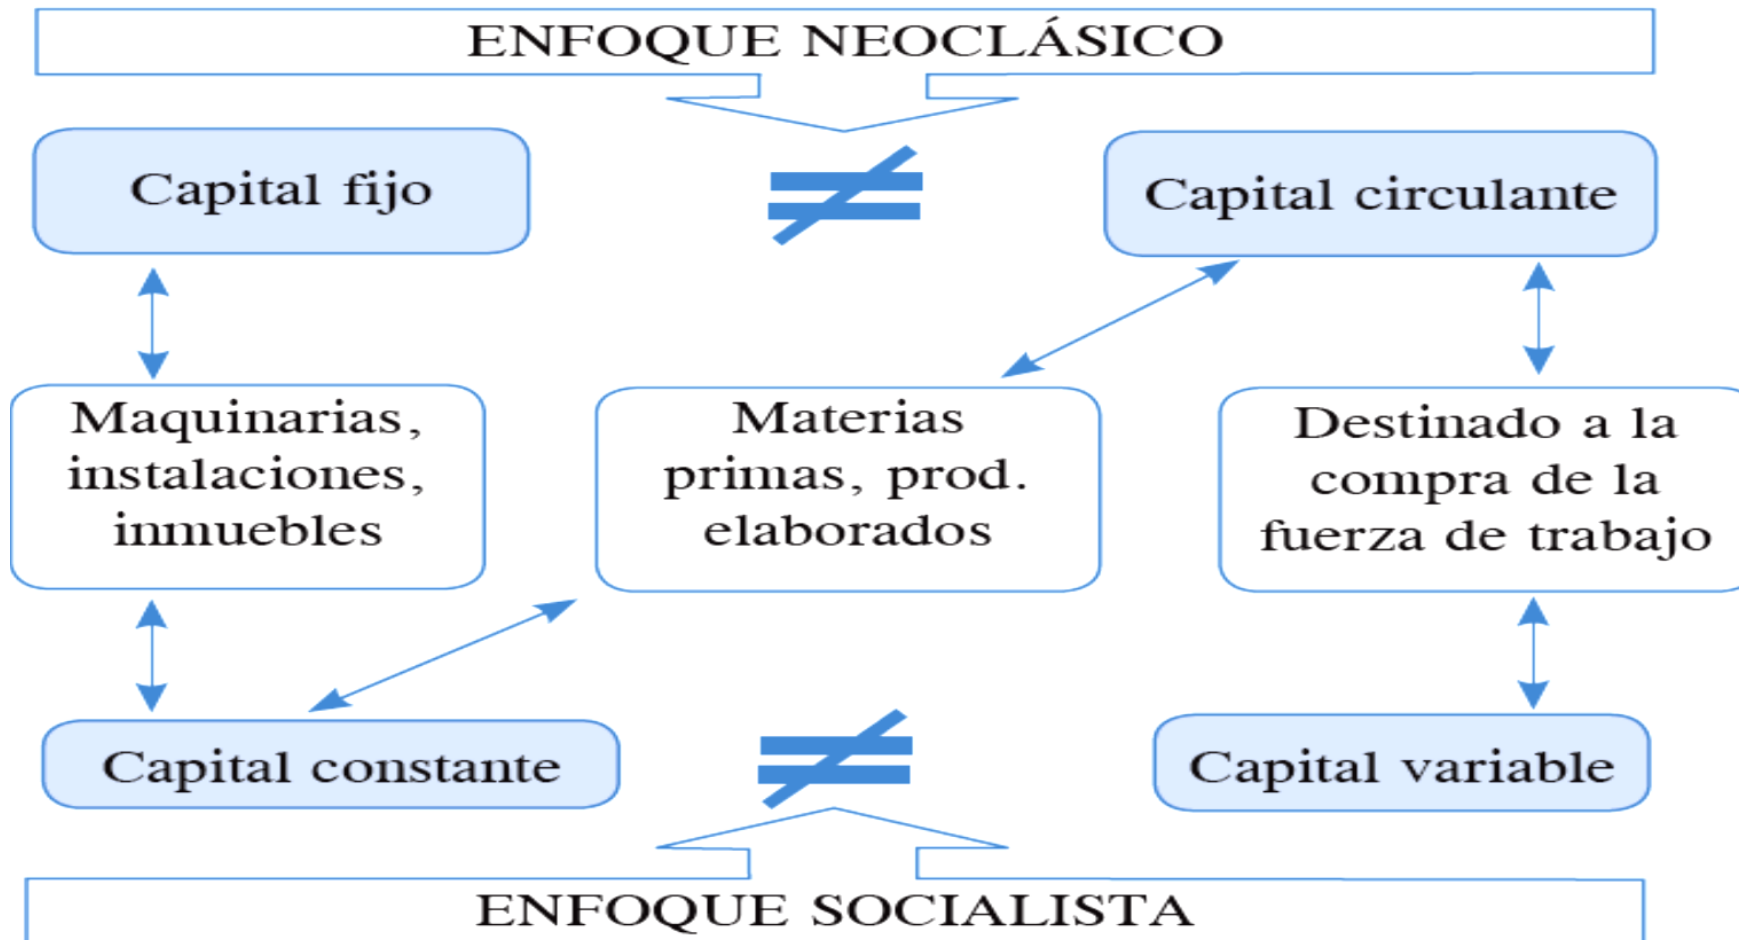 ENFOQUE NEOCLÁSICO
Capital fijo
Capital circulante
Maquinarias,
instalaciones,
inmuebles
Materias
primas, prod.
elaborados
Destinado a la
compra de la
fuerza de trabajo
Capital constante
Capital variable
ENFOQUE SOCIALISTA